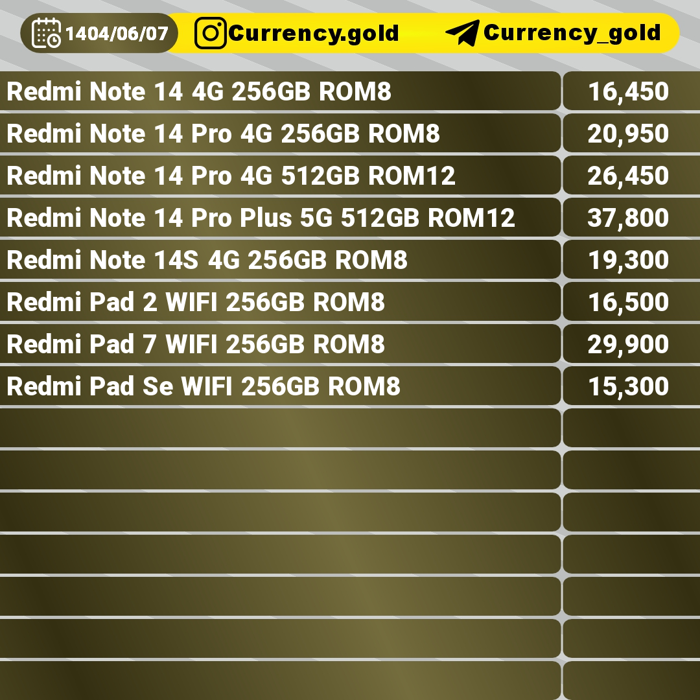 1404/06/07 Currency.gold Currency_gold
Redmi Note 14 4G 256GB ROM8 16,450
Redmi Note 14 Pro 4G 256GB ROM8 20,950
Redmi Note 14 Pro 4G 512GB ROM12 26,450
Redmi Note 14 Pro Plus 5G 512GB ROM12 37,800
Redmi Note 14S 4G 256GB ROM8 19,300
Redmi Pad 2 WIFI 256GB ROM8 16,500
Redmi Pad 7 WIFI 256GB ROM8 29,900
Redmi Pad Se WIFI 256GB ROM8 15,300